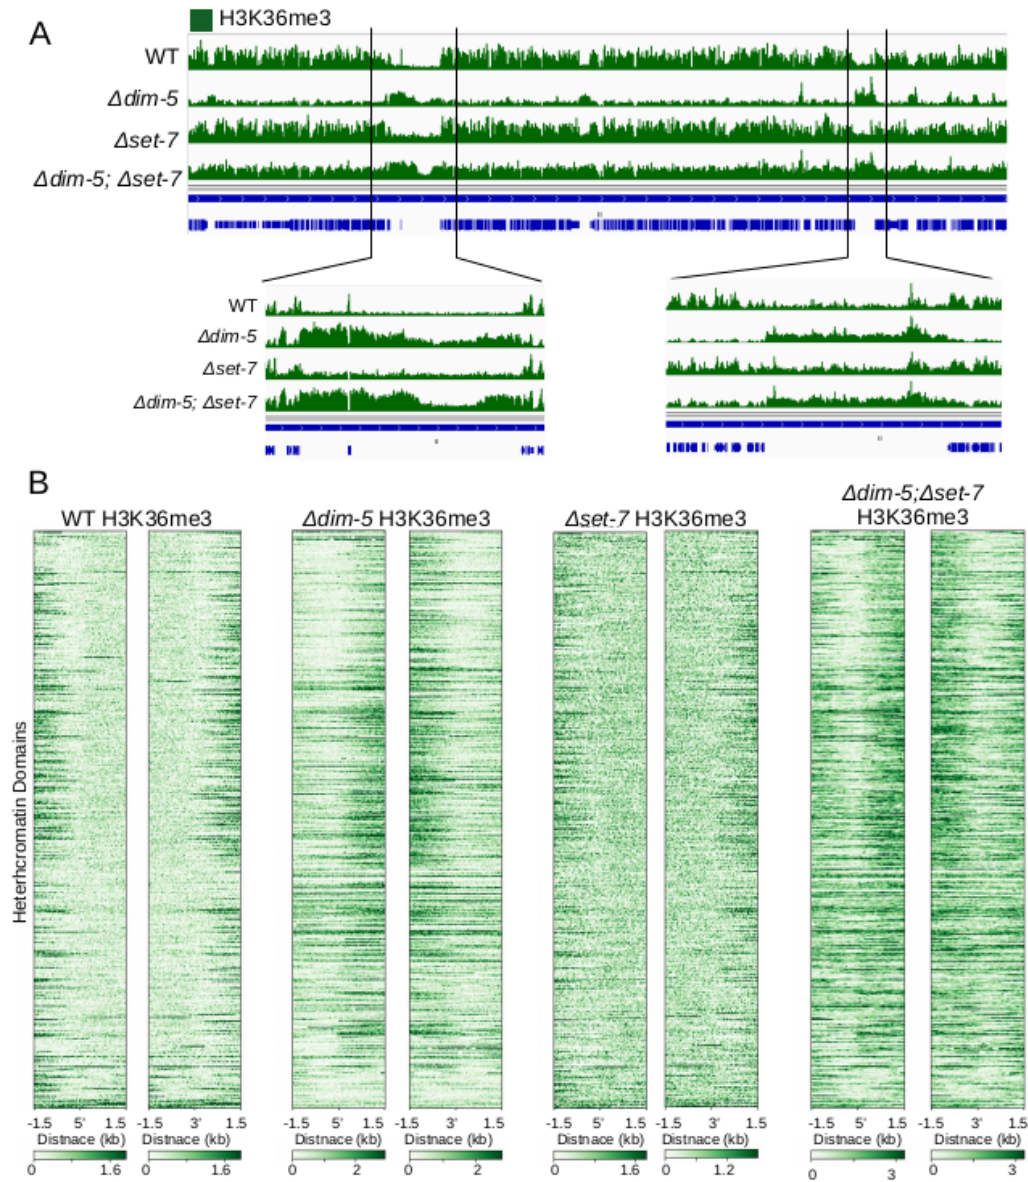 A
H3K36me3
WT
Δdim-5
Δset-7
Δdim-5; Δset-7
WT
Δdim-5
Δset-7
Δdim-5; Δset-7
B
WT H3K36me3
Δdim-5 H3K36me3
Δset-7 H3K36me3
Δdim-5;Δset-7
H3K36me3
Heterhcromatin Domains
-1.5 5' 1.5 -1.5 3' 1.5 -1.5 5' 1.5 -1.5 3' 1.5 -1.5 5' 1.5 -1.5 3' 1.5 -1.5 5' 1.5 -1.5 3' 1.5
Distnace (kb) Distnace (kb) Distnace (kb) Distnace (kb) Distnace (kb) Distnace (kb) Distnace (kb) Distnace (kb)
0 1.6 0 1.6 0 2 0 2 0 1.6 0 1.2 0 3 0 3